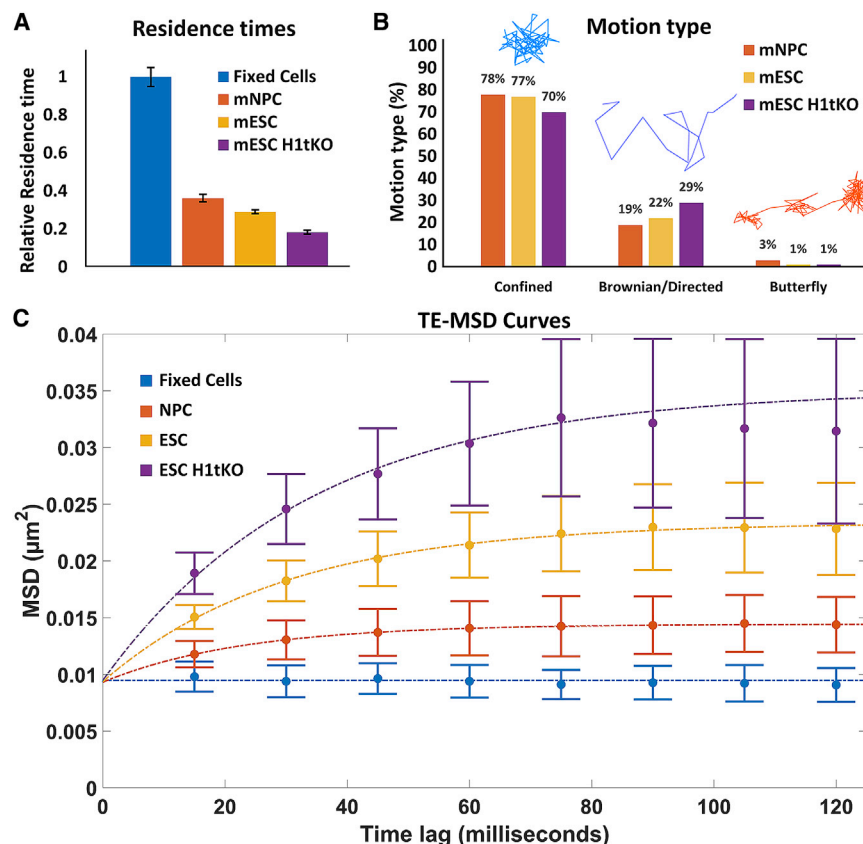 A
Residence times
Relative Residence time
1
0.8
0.6
0.4
0.2
0
Fixed Cells
mNPC
mESC
mESC H1tKO
B
Motion type
Motion type (%)
100
90
80
70
60
50
40
30
20
10
0
78%
77%
70%
19%
22%
29%
3%
1%
1%
mNPC
mESC
mESC H1tKO
Confined
Brownian/Directed
Butterfly
C
TE-MSD Curves
MSD (µm²)
0.04
0.035
0.03
0.025
0.02
0.015
0.01
0.005
0
Fixed Cells
NPC
ESC
ESC H1tKO
0
20
40
60
80
100
120
Time lag (milliseconds)